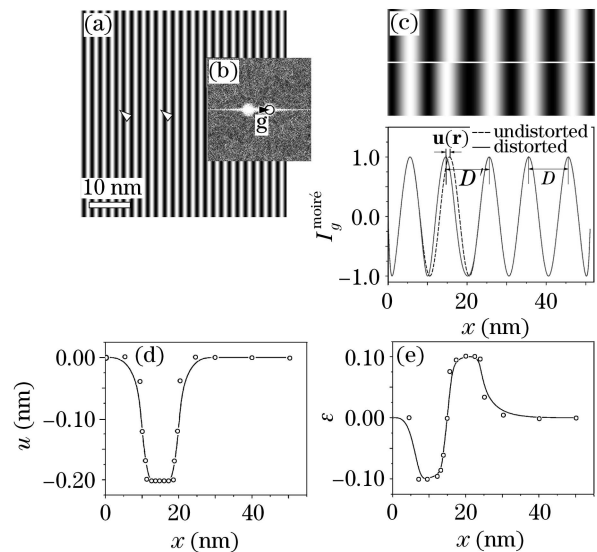 (a)
(b)
g
10 nm
(c)
u(r)
undistorted
distorted
D′
D
I_g^moiré
1.0
0.0
−1.0
0 20 40
x (nm)
(d)
0.00
−0.10
−0.20
u (nm)
0 20 40
x (nm)
(e)
0.10
0.00
−0.10
ε
0 20 40
x (nm)